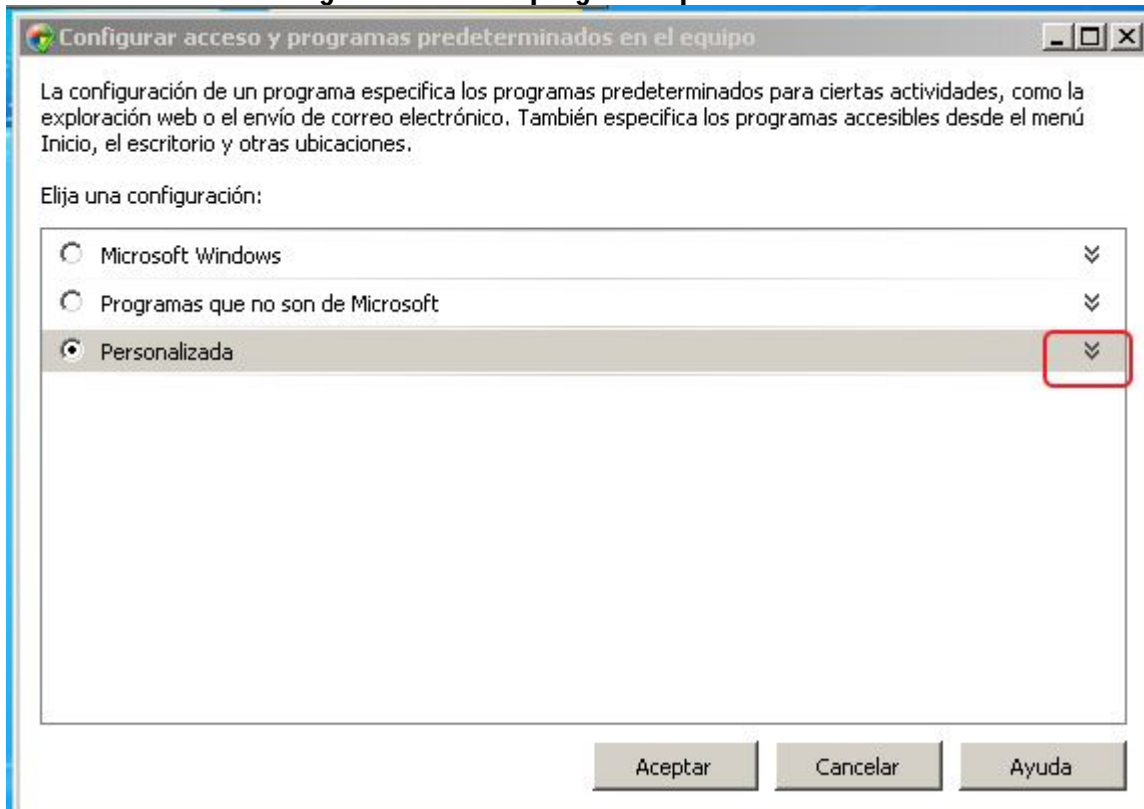 Configurar acceso y programas predeterminados en el equipo
La configuración de un programa especifica los programas predeterminados para ciertas actividades, como la
exploración web o el envío de correo electrónico. También especifica los programas accesibles desde el menú
Inicio, el escritorio y otras ubicaciones.
Elija una configuración:
Microsoft Windows
Programas que no son de Microsoft
Personalizada
Aceptar Cancelar Ayuda